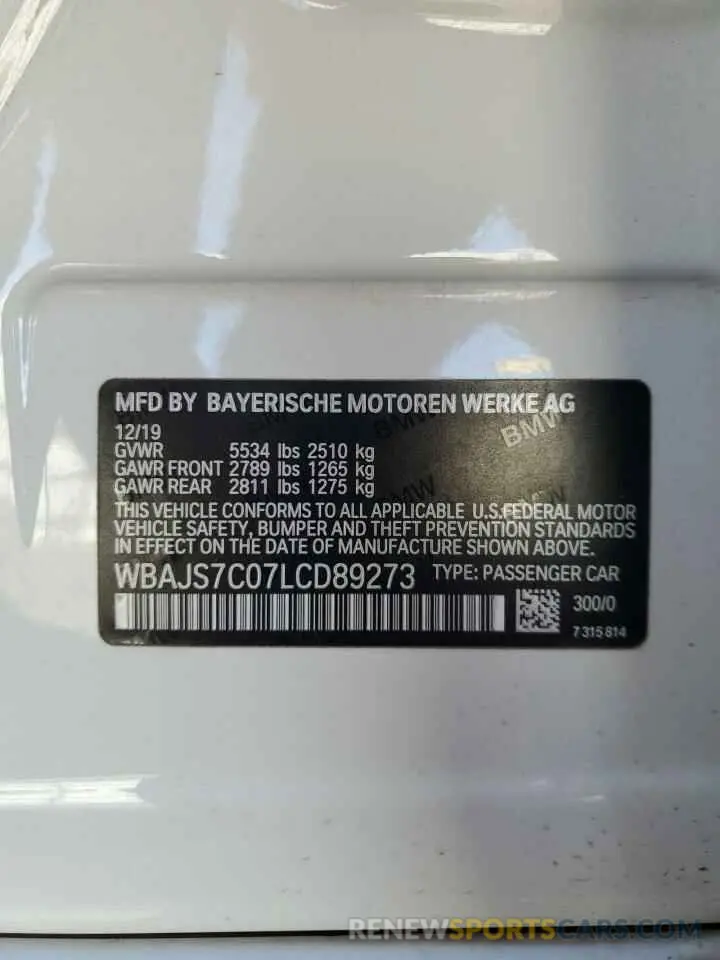 MFD BY BAYERISCHE MOTOREN WERKE AG
12/19
GVWR 5534 lbs 2510 kg
GAWR FRONT 2789 lbs 1265 kg
GAWR REAR 2811 lbs 1275 kg
THIS VEHICLE CONFORMS TO ALL APPLICABLE U.S.FEDERAL MOTOR
VEHICLE SAFETY, BUMPER AND THEFT PREVENTION STANDARDS
IN EFFECT ON THE DATE OF MANUFACTURE SHOWN ABOVE.
WBAJS7C07LCD89273 TYPE: PASSENGER CAR
300/0
7 315 814
BMW
BMW
BMW
RENEWSPORTSCARS.COM